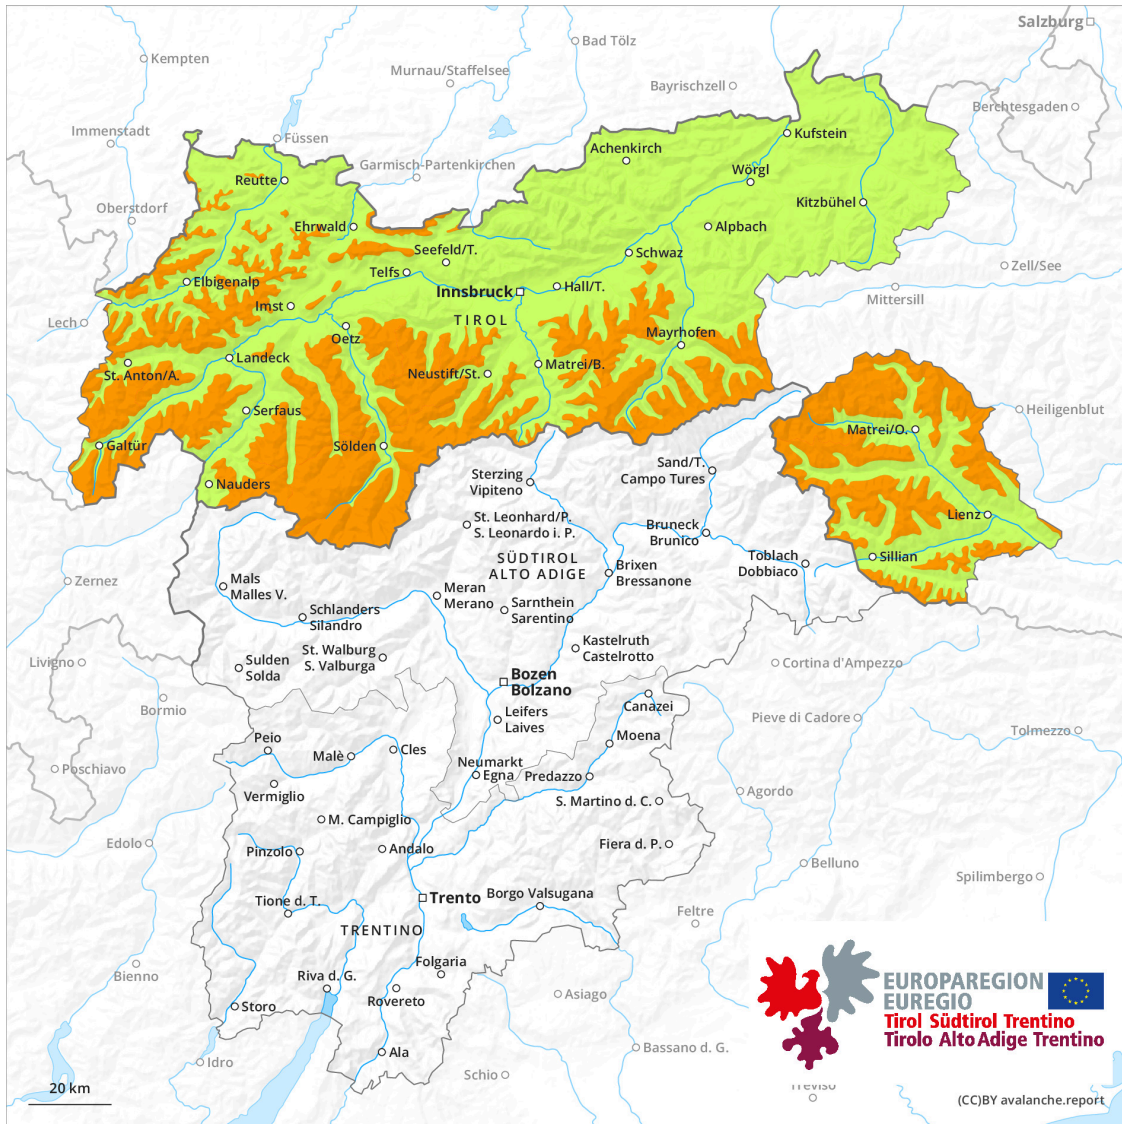 Salzburg
Bad Tölz
Kempten
Murnau/Staffelsee
Bayrischzell
Berchtesgaden
Immenstadt
Füssen
Kufstein
Achenkirch
Garmisch-Partenkirchen
Wörgl
Reutte
Kitzbühel
Oberstdorf
Ehrwald
Alpbach
Seefeld/T.
Schwaz
Zell/See
Telfs
Elbigenalp
Hall/T.
Innsbruck
Mittersill
Imst
TIROL
Lech
Mayrhofen
Oetz
Landeck
Matrei/B.
St. Anton/A.
Neustift/St.
Serfaus
Heiligenblut
Matrei/O.
Galtür
Sölden
Sand/T.
Campo Tures
Sterzing
Vipiteno
Nauders
Lienz
St. Leonhard/P.
S. Leonardo i. P.
Bruneck
Brunico
SÜDTIROL
ALTO ADIGE
Toblach
Dobbiaco
Sillian
Brixen
Bressanone
Zernez
Mals
Malles V.
Meran
Merano
Sarnthein
Sarentino
Schlanders
Silandro
Kastelruth
Castelrotto
St. Walburg
S. Valburga
Livigno
Sulden
Solda
Cortina d'Ampezzo
Bozen
Bolzano
Canazei
Bormio
Leifers
Laives
Pieve di Cadore
Tolmezzo
Peio
Moena
Malè
Cles
Neumarkt
Egna
Predazzo
Poschiavo
Vermiglio
Agordo
S. Martino d. C.
M. Campiglio
Edolo
Pinzolo
Andalo
Fiera d. P.
Belluno
Spilimbergo
Trento
Borgo Valsugana
Tione d. T.
Feltre
TRENTINO
Folgaria
Bienno
Riva d. G.
Rovereto
Asiago
Storo
EUROPAREGION
EUREGIO
Tirol Südtirol Trentino
Tirolo Alto Adige Trentino
Ala
Bassano d. G.
Idro
Schio
Treviso
20 km
(CC)BY avalanche.report